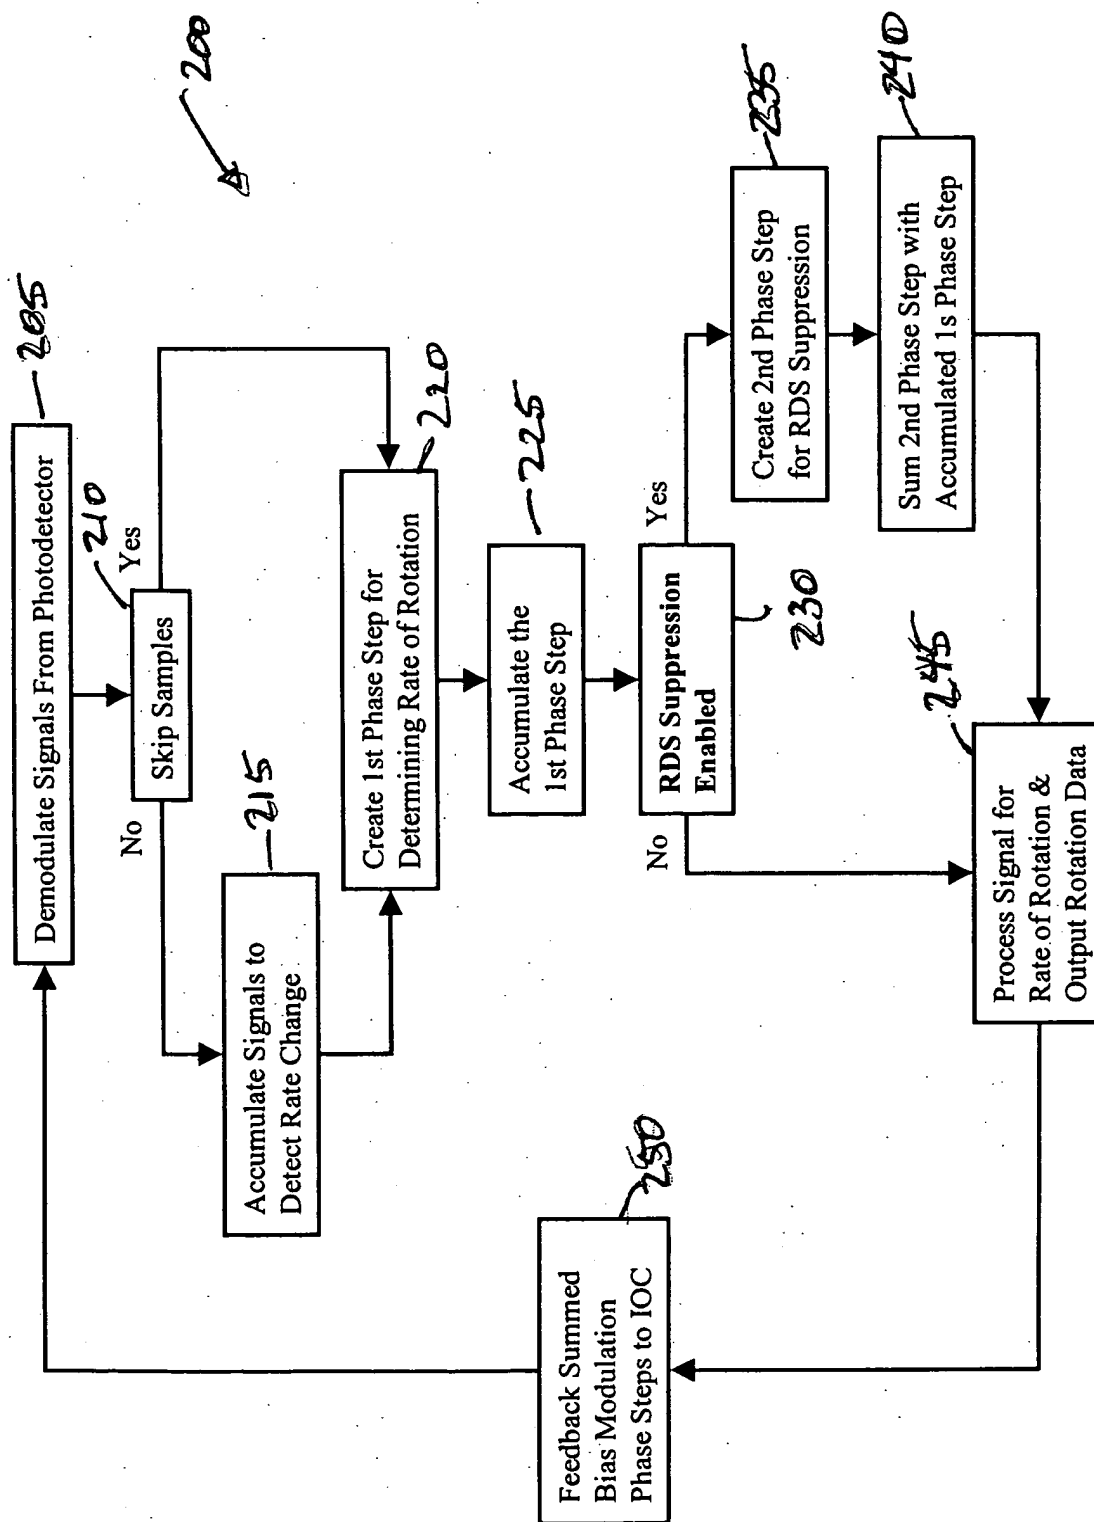 200
Demodulate Signals From Photodetector
205
Skip Samples
210
Yes
No
Accumulate Signals to
Detect Rate Change
215
Create 1st Phase Step for
Determining Rate of Rotation
220
Accumulate the
1st Phase Step
225
RDS Suppression
Enabled
230
Yes
No
Create 2nd Phase Step
for RDS Suppression
235
Sum 2nd Phase Step with
Accumulated 1s Phase Step
240
Process Signal for
Rate of Rotation &
Output Rotation Data
245
Feedback Summed
Bias Modulation
Phase Steps to IOC
250